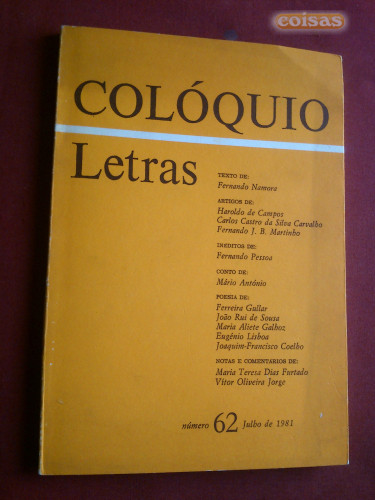 coisas
COLÓQUIO
Letras
TEXTO DE:
Fernando Namora
ARTIGOS DE:
Haroldo de Campos
Carlos Castro da Silva Carvalho
Fernando J. B. Martinho
INÉDITOS DE:
Fernando Pessoa
CONTO DE:
Mário António
POESIA DE:
Ferreira Gullar
João Rui de Sousa
Maria Aliete Galhoz
Eugénio Lisboa
Joaquim-Francisco Coelho
NOTAS E COMENTÁRIOS DE:
Maria Teresa Dias Furtado
Vítor Oliveira Jorge
número 62 Julho de 1981